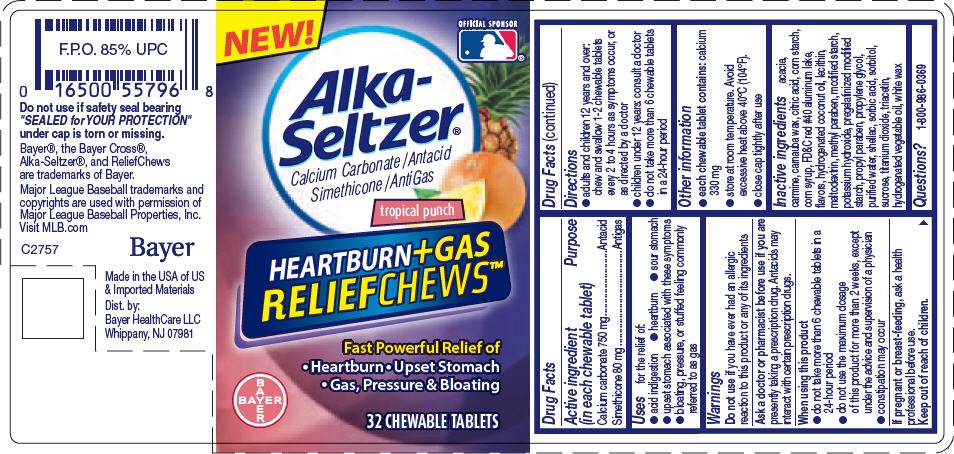 F.P.O. 85% UPC
0 16500 55796 8
Do not use if safety seal bearing
"SEALED for YOUR PROTECTION"
under cap is torn or missing.
Bayer®, the Bayer Cross®,
Alka-Seltzer®, and ReliefChews
are trademarks of Bayer.
Major League Baseball trademarks and
copyrights are used with permission of
Major League Baseball Properties, Inc.
Visit MLB.com
C2757
Bayer
Made in the USA of US
& Imported Materials
Dist. by:
Bayer HealthCare LLC
Whippany, NJ 07981
NEW!
OFFICIAL SPONSOR
Alka-
Seltzer®
Calcium Carbonate / Antacid
Simethicone / Anti Gas
tropical punch
HEARTBURN+GAS
RELIEFCHEWS™
Fast Powerful Relief of
• Heartburn • Upset Stomach
• Gas, Pressure & Bloating
BAYER
BAYER
32 CHEWABLE TABLETS
Drug Facts
Active ingredient Purpose
(in each chewable tablet)
Calcium carbonate 750 mg..................Antacid
Simethicone 80 mg..................Antigas
Uses for the relief of:
● acid indigestion ● heartburn ● sour stomach
● upset stomach associated with these symptoms
● bloating, pressure, or stuffed feeling commonly
referred to as gas
Warnings
Do not use if you have ever had an allergic
reaction to this product or any of its ingredients
Ask a doctor or pharmacist before use if you are
presently taking a prescription drug. Antacids may
interact with certain prescription drugs.
When using this product
● do not take more than 6 chewable tablets in a
24-hour period
● do not use the maximum dosage
of this product for more than 2 weeks, except
under the advice and supervision of a physician
● constipation may occur
If pregnant or breast-feeding, ask a health
professional before use.
Keep out of reach of children.
Drug Facts (continued)
Directions
● adults and children 12 years and over:
chew and swallow 1-2 chewable tablets
every 2 to 4 hours as symptoms occur, or
as directed by a doctor
● children under 12 years: consult a doctor
● do not take more than 6 chewable tablets
in a 24-hour period
Other information
● each chewable tablet contains: calcium
330 mg
● store at room temperature. Avoid
excessive heat above 40°C (104°F).
● close cap tightly after use
Inactive ingredients acacia,
carmine, carnauba wax, citric acid, corn starch,
corn syrup, FD&C red #40 aluminum lake,
flavors, hydrogenated coconut oil, lecithin,
maltodextrin, methyl paraben, modified starch,
potassium hydroxide, pregelatinized modified
starch, propyl paraben, propylene glycol,
purified water, shellac, sorbic acid, sorbitol,
sucrose, titanium dioxide, triacetin,
hydrogenated vegetable oil, white wax
Questions? 1-800-986-0369